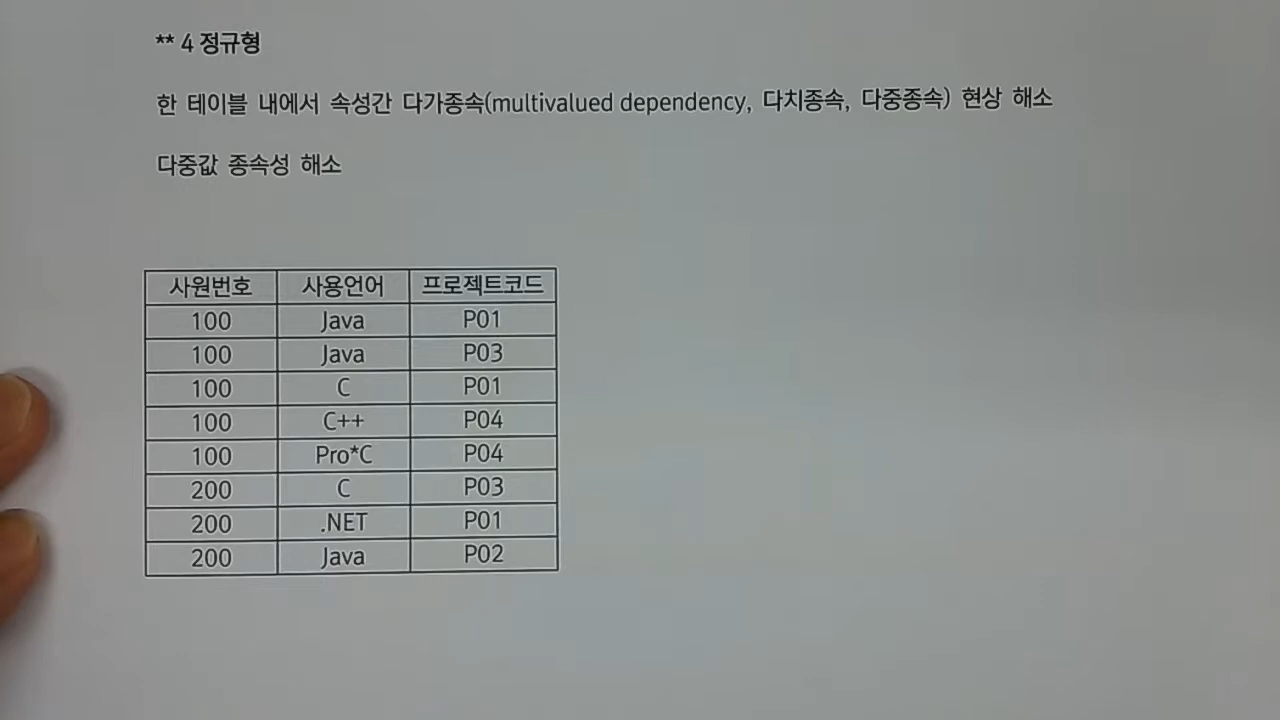 ** 4 정규형
한 테이블 내에서 속성간 다가종속(multivalued dependency, 다치종속, 다중종속) 현상 해소
다중값 종속성 해소
사원번호 사용언어 프로젝트코드
100 Java P01
100 Java P03
100 C P01
100 C++ P04
100 Pro*C P04
200 C P03
200 .NET P01
200 Java P02